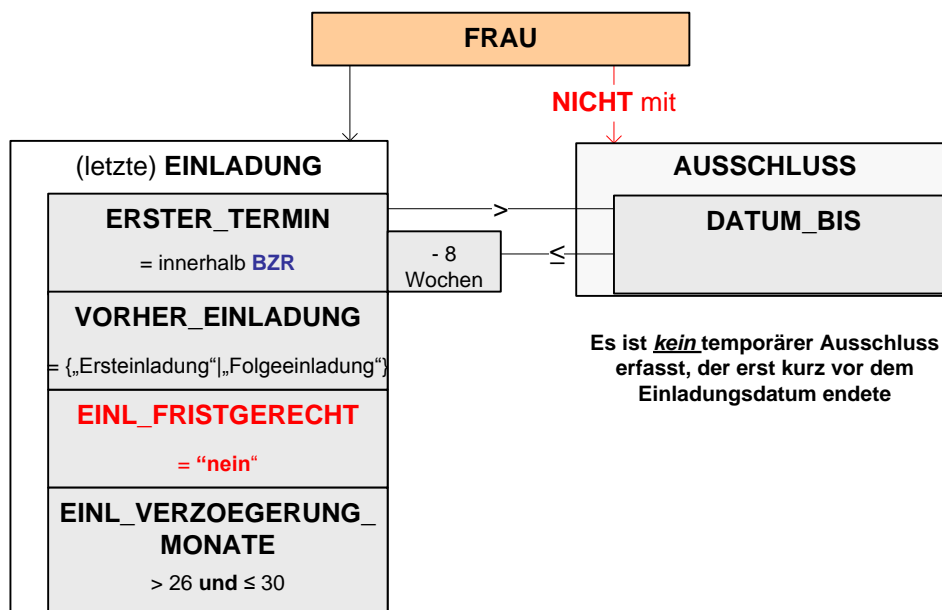 FRAU
NICHT mit
(letzte) EINLADUNG
ERSTER_TERMIN
= innerhalb BZR
VORHER_EINLADUNG
= {„Ersteinladung“|„Folgeeinladung“}
EINL_FRISTGERECHT
= “nein“
EINL_VERZOEGERUNG_
MONATE
> 26 und ≤ 30
>
- 8
Wochen
≤
AUSSCHLUSS
DATUM_BIS
Es ist kein temporärer Ausschluss
erfasst, der erst kurz vor dem
Einladungsdatum endete